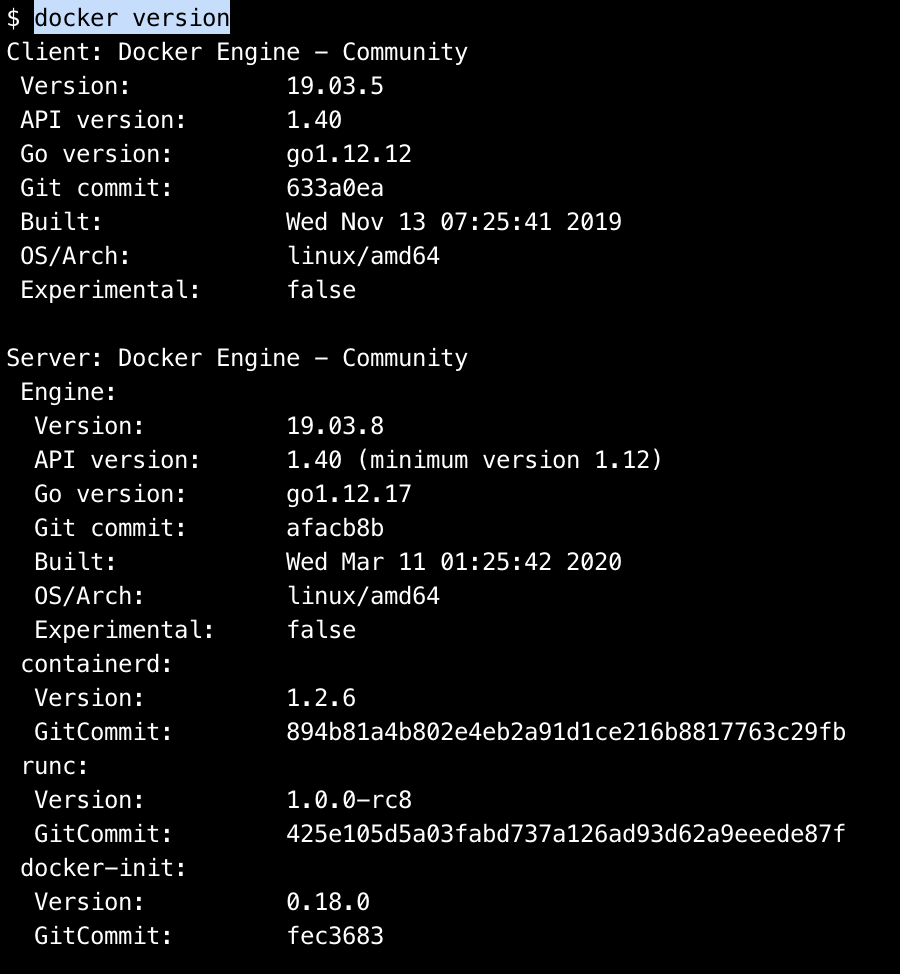 $ docker version
Client: Docker Engine - Community
 Version:           19.03.5
 API version:       1.40
 Go version:        go1.12.12
 Git commit:        633a0ea
 Built:             Wed Nov 13 07:25:41 2019
 OS/Arch:           linux/amd64
 Experimental:      false

Server: Docker Engine - Community
 Engine:
  Version:          19.03.8
  API version:      1.40 (minimum version 1.12)
  Go version:       go1.12.17
  Git commit:       afacb8b
  Built:            Wed Mar 11 01:25:42 2020
  OS/Arch:          linux/amd64
  Experimental:     false
 containerd:
  Version:          1.2.6
  GitCommit:        894b81a4b802e4eb2a91d1ce216b8817763c29fb
 runc:
  Version:          1.0.0-rc8
  GitCommit:        425e105d5a03fabd737a126ad93d62a9eeede87f
 docker-init:
  Version:          0.18.0
  GitCommit:        fec3683